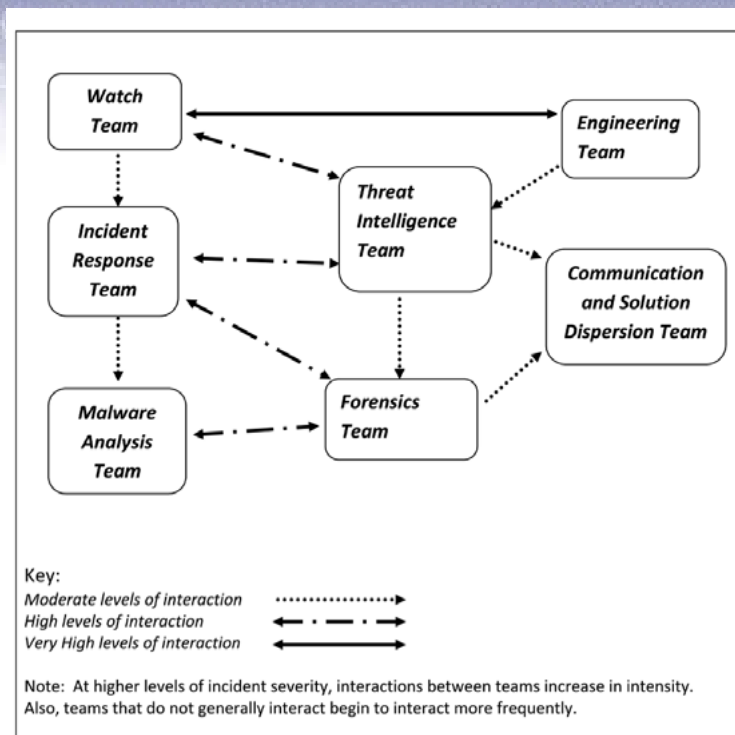 Watch
Team
Engineering
Team
Threat
Intelligence
Team
Incident
Response
Team
Communication
and Solution
Dispersion Team
Malware
Analysis
Team
Forensics
Team
Key:
Moderate levels of interaction
High levels of interaction
Very High levels of interaction
Note: At higher levels of incident severity, interactions between teams increase in intensity.
Also, teams that do not generally interact begin to interact more frequently.